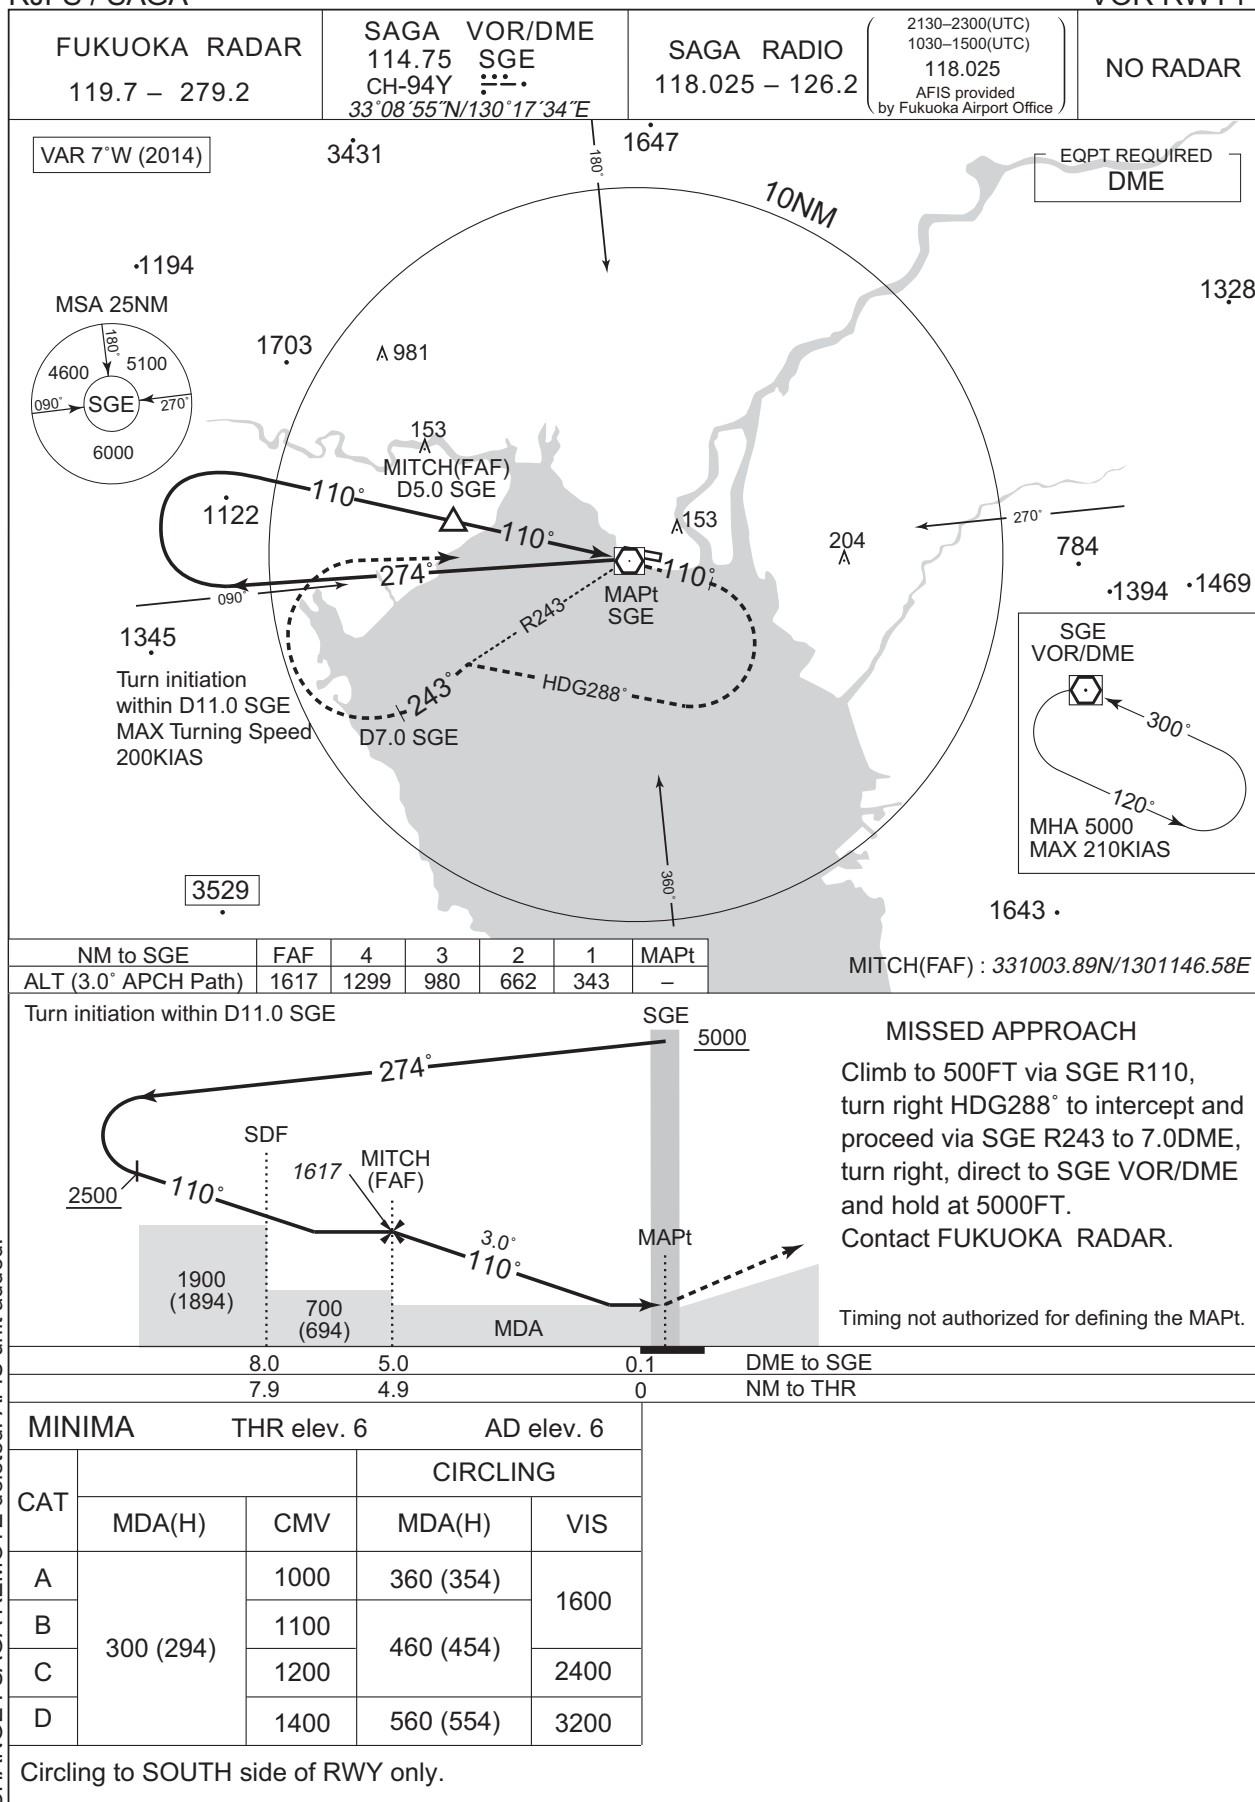 FUKUOKA RADAR
119.7 – 279.2
SAGA VOR/DME
114.75 SGE
CH-94Y
33°08´55˝N/130°17´34˝E
SAGA RADIO
118.025 – 126.2
2130–2300(UTC)
1030–1500(UTC)
118.025
AFIS provided
by Fukuoka Airport Office
NO RADAR
VAR 7˚W (2014)
3431
180˚
1647
EQPT REQUIRED
DME
10NM
1194
1328
MSA 25NM
180˚
4600
5100
090˚
SGE
270˚
6000
1703
981
153
MITCH(FAF)
D5.0 SGE
110˚
1122
110˚
153
204
270˚
784
274˚
110˚
MAPt
SGE
090˚
1394
1469
R243
1345
Turn initiation
within D11.0 SGE
MAX Turning Speed
200KIAS
243˚
HDG288˚
D7.0 SGE
SGE
VOR/DME
300˚
120˚
MHA 5000
MAX 210KIAS
360˚
3529
1643
NM to SGE FAF 4 3 2 1 MAPt
ALT (3.0˚ APCH Path) 1617 1299 980 662 343 –
MITCH(FAF) : 331003.89N/1301146.58E
Turn initiation within D11.0 SGE
SGE
5000
274˚
SDF
1617
MITCH
(FAF)
2500
110˚
3.0˚
110˚
MAPt
1900
(1894)
700
(694)
MDA
MISSED APPROACH
Climb to 500FT via SGE R110,
turn right HDG288˚ to intercept and
proceed via SGE R243 to 7.0DME,
turn right, direct to SGE VOR/DME
and hold at 5000FT.
Contact FUKUOKA RADAR.
Timing not authorized for defining the MAPt.
8.0 5.0 0.1 DME to SGE
7.9 4.9 0 NM to THR
MINIMA THR elev. 6 AD elev. 6
CAT
CIRCLING
MDA(H) CMV MDA(H) VIS
A 300 (294) 1000 360 (354) 1600
B 1100 460 (454)
C 1200 2400
D 1400 560 (554) 3200
Circling to SOUTH side of RWY only.